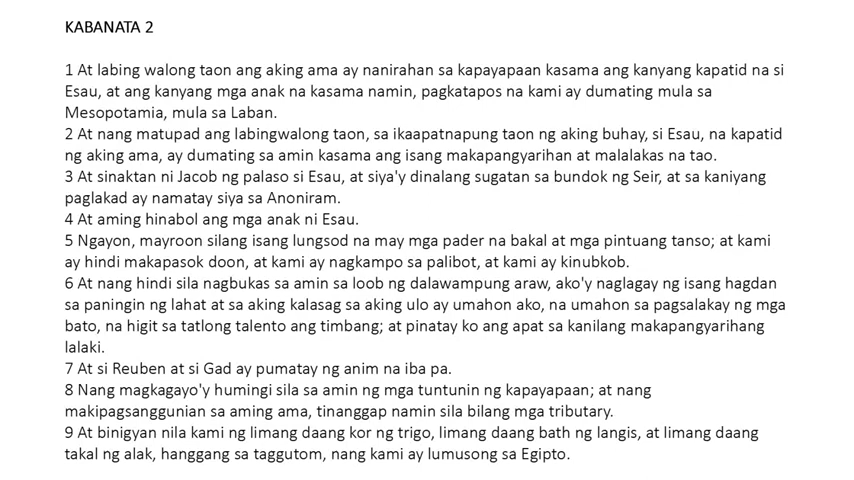 KABANATA 2
1 At labing walong taon ang aking ama ay nanirahan sa kapayapaan kasama ang kanyang kapatid na si
Esau, at ang kanyang mga anak na kasama namin, pagkatapos na kami ay dumating mula sa
Mesopotamia, mula sa Laban.
2 At nang matupad ang labingwalong taon, sa ikaapatnapung taon ng aking buhay, si Esau, na kapatid
ng aking ama, ay dumating sa amin kasama ang isang makapangyarihan at malalakas na tao.
3 At sinaktan ni Jacob ng palaso si Esau, at siya'y dinalang sugatan sa bundok ng Seir, at sa kaniyang
paglakad ay namatay siya sa Anoniram.
4 At aming hinabol ang mga anak ni Esau.
5 Ngayon, mayroon silang isang lungsod na may mga pader na bakal at mga pintuang tanso; at kami
ay hindi makapasok doon, at kami ay nagkampo sa palibot, at kami ay kinubkob.
6 At nang hindi sila nagbukas sa amin sa loob ng dalawampung araw, ako'y naglagay ng isang hagdan
sa paningin ng lahat at sa aking kalasag sa aking ulo ay umahon ako, na umahon sa pagsalakay ng mga
bato, na higit sa tatlong talento ang timbang; at pinatay ko ang apat sa kanilang makapangyarihang
lalaki.
7 At si Reuben at si Gad ay pumatay ng anim na iba pa.
8 Nang magkagayo'y humingi sila sa amin ng mga tuntunin ng kapayapaan; at nang
makipagsanggunian sa aming ama, tinanggap namin sila bilang mga tributary.
9 At binigyan nila kami ng limang daang kor ng trigo, limang daang bath ng langis, at limang daang
takal ng alak, hanggang sa taggutom, nang kami ay lumusong sa Egipto.